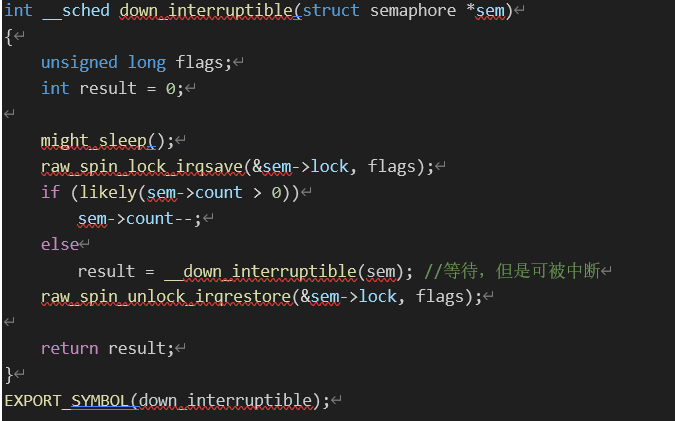 int __sched down_interruptible(struct semaphore *sem)
{
    unsigned long flags;
    int result = 0;

    might_sleep();
    raw_spin_lock_irqsave(&sem->lock, flags);
    if (likely(sem->count > 0))
        sem->count--;
    else
        result = __down_interruptible(sem); //等待，但是可被中断
    raw_spin_unlock_irqrestore(&sem->lock, flags);

    return result;
}
EXPORT_SYMBOL(down_interruptible);